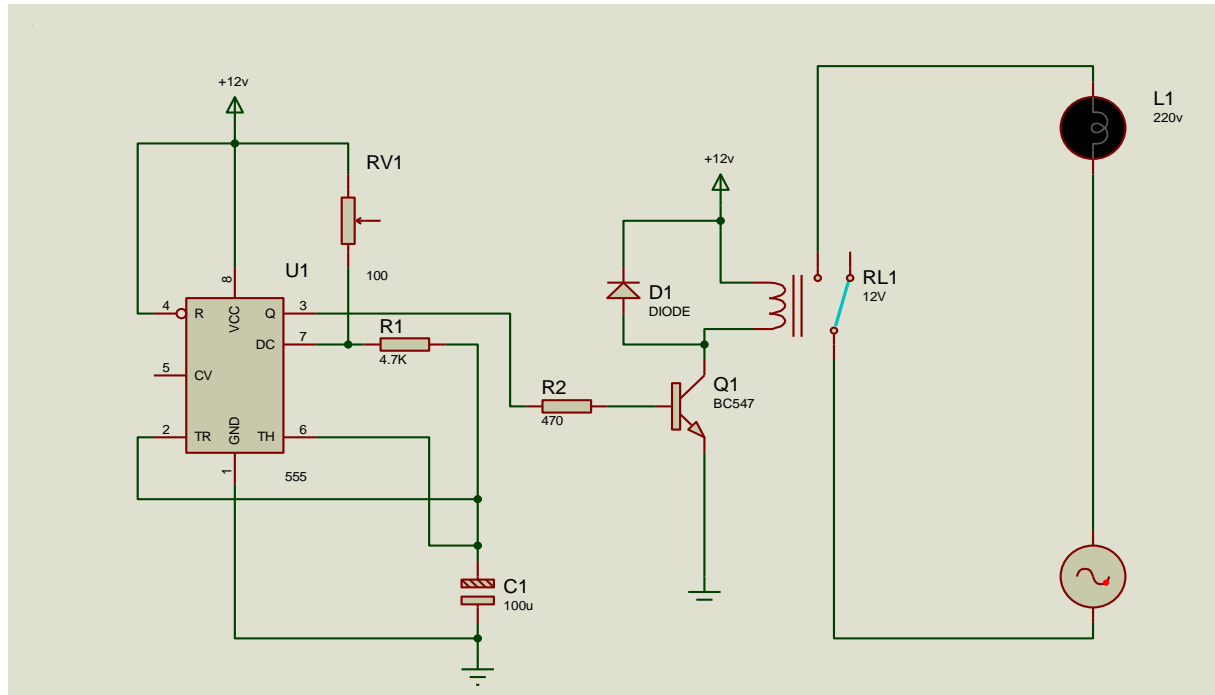 +12v
RV1
100
U1
8
VCC
4
R
Q
3
DC
7
R1
4.7K
5
CV
2
TR
GND
TH
6
1
555
C1
100u
R2
470
+12v
D1
DIODE
Q1
BC547
RL1
12V
L1
220v